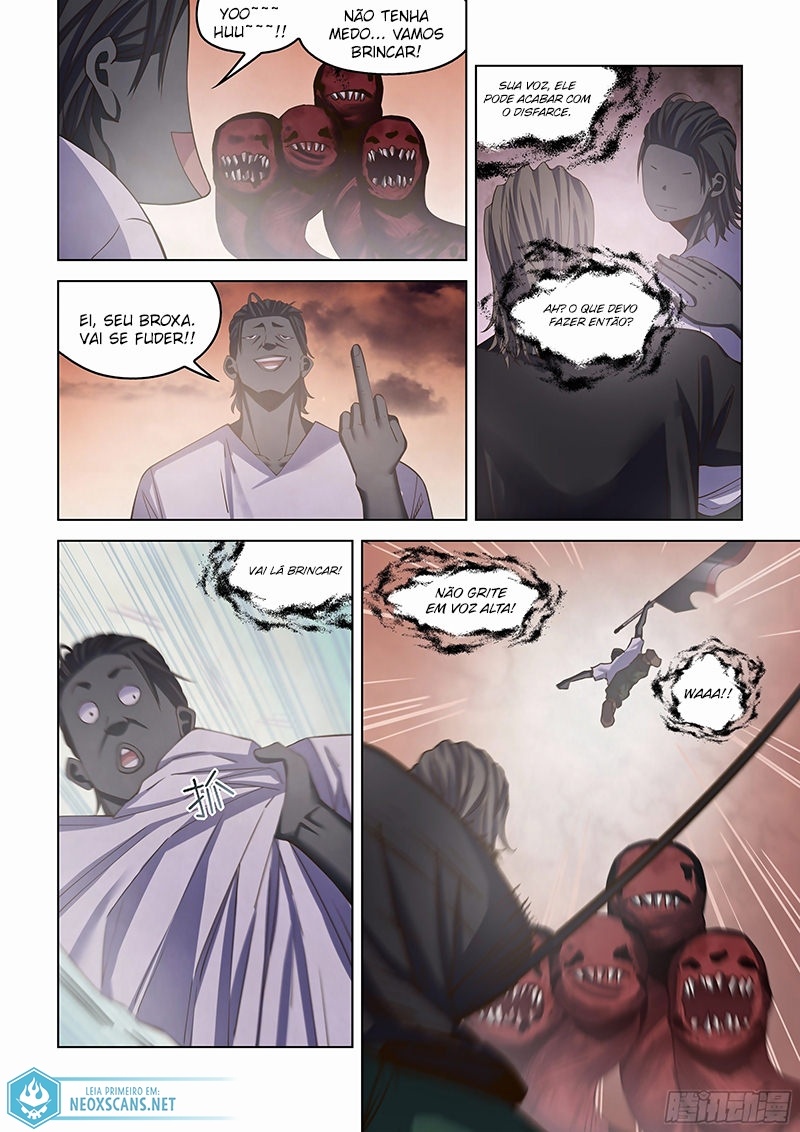 YOO~~~
HUU~~~!!
NÃO TENHA
MEDO... VAMOS
BRINCAR!
SUA VOZ, ELE
PODE ACABAR COM
O DISFARCE.
AH? O QUE DEVO
FAZER ENTÃO?
EI, SEU BROXA.
VAI SE FUDER!!
VAI LÁ BRINCAR!
抓
NÃO GRITE
EM VOZ ALTA!
WAAA!!
LEIA PRIMEIRO EM:
NEOXSCANS.NET
腾讯动漫